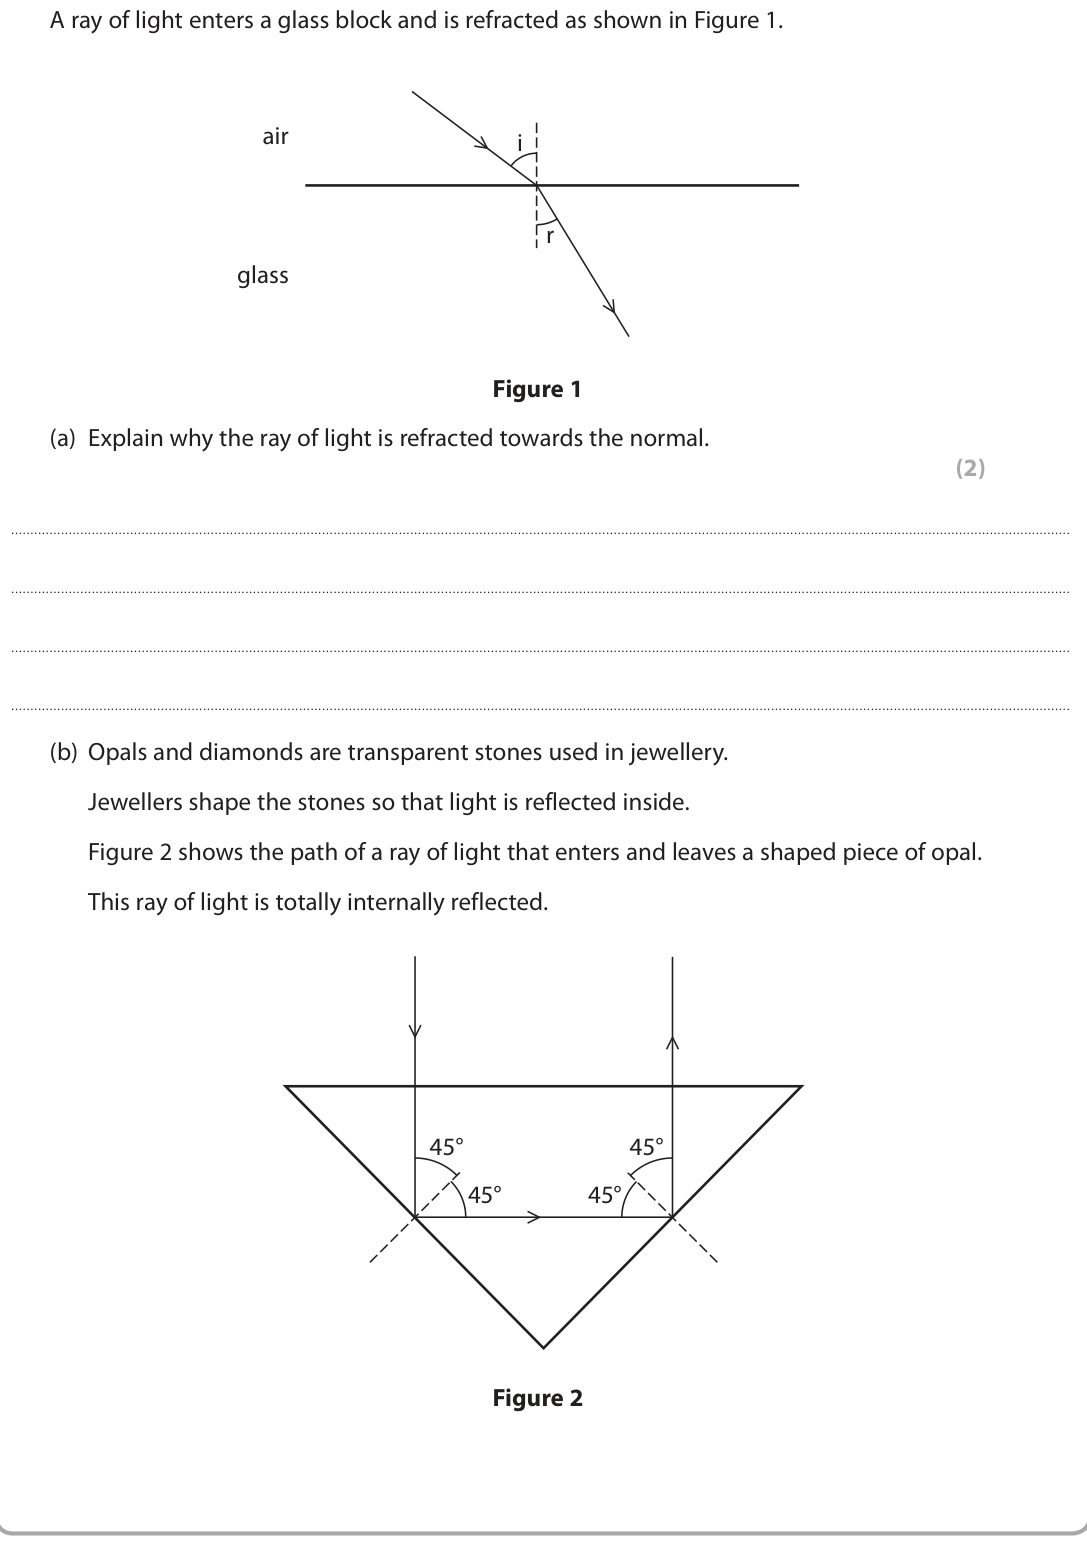 A ray of light enters a glass block and is refracted as shown in Figure 1.
air
i
r
glass
Figure 1
(a) Explain why the ray of light is refracted towards the normal.
(2)
(b) Opals and diamonds are transparent stones used in jewellery.
Jewellers shape the stones so that light is reflected inside.
Figure 2 shows the path of a ray of light that enters and leaves a shaped piece of opal.
This ray of light is totally internally reflected.
45° 45°
45° 45°
Figure 2